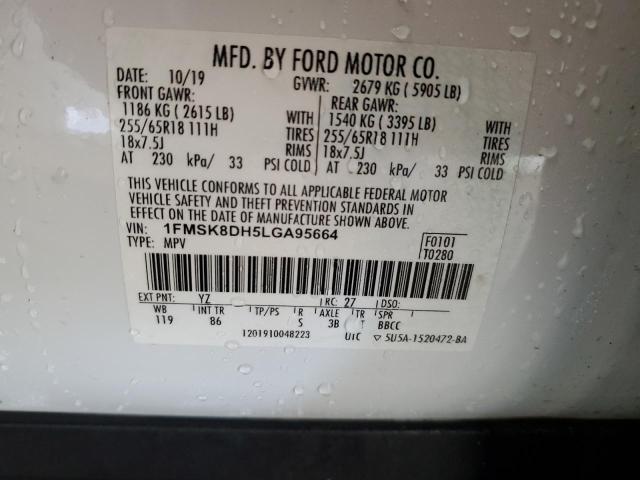 MFD. BY FORD MOTOR CO.
DATE: 10/19 GVWR: 2679 KG ( 5905 LB)
FRONT GAWR: REAR GAWR:
1186 KG ( 2615 LB) WITH 1540 KG ( 3395 LB) WITH
255/65R18 111H TIRES 255/65R18 111H TIRES
18x7.5J RIMS 18x7.5J RIMS
AT 230 kPa/ 33 PSI COLD AT 230 kPa/ 33 PSI COLD
THIS VEHICLE CONFORMS TO ALL APPLICABLE FEDERAL MOTOR
VEHICLE SAFETY AND THEFT PREVENTION STANDARDS IN
EFFECT ON THE DATE OF MANUFACTURE SHOWN ABOVE.
VIN: 1FMSK8DH5LGA95664 F0101
TYPE: MPV T0280
EXT PNT: YZ RC: 27 DSO:
WB INT TR TP/PS R AXLE TR SPR
119 86 S 3B BBCC
1201910048223 UTC ▽ 5U5A-1520472-BA